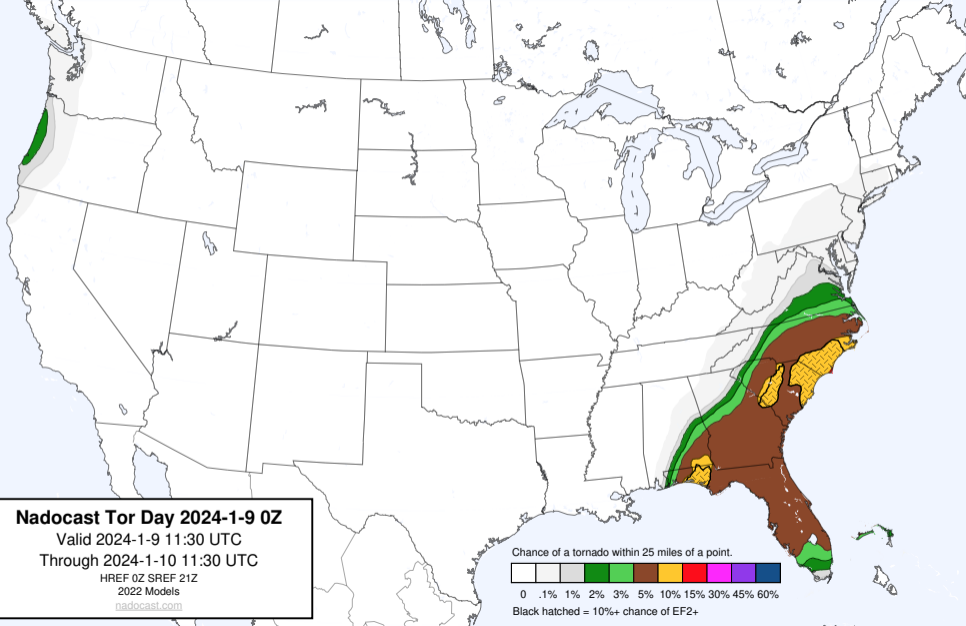 Nadocast Tor Day 2024-1-9 0Z
Valid 2024-1-9 11:30 UTC
Through 2024-1-10 11:30 UTC
HREF 0Z SREF 21Z
2022 Models
nadocast.com
Chance of a tornado within 25 miles of a point.
0 .1% 1% 2% 3% 5% 10% 15% 30% 45% 60%
Black hatched = 10%+ chance of EF2+